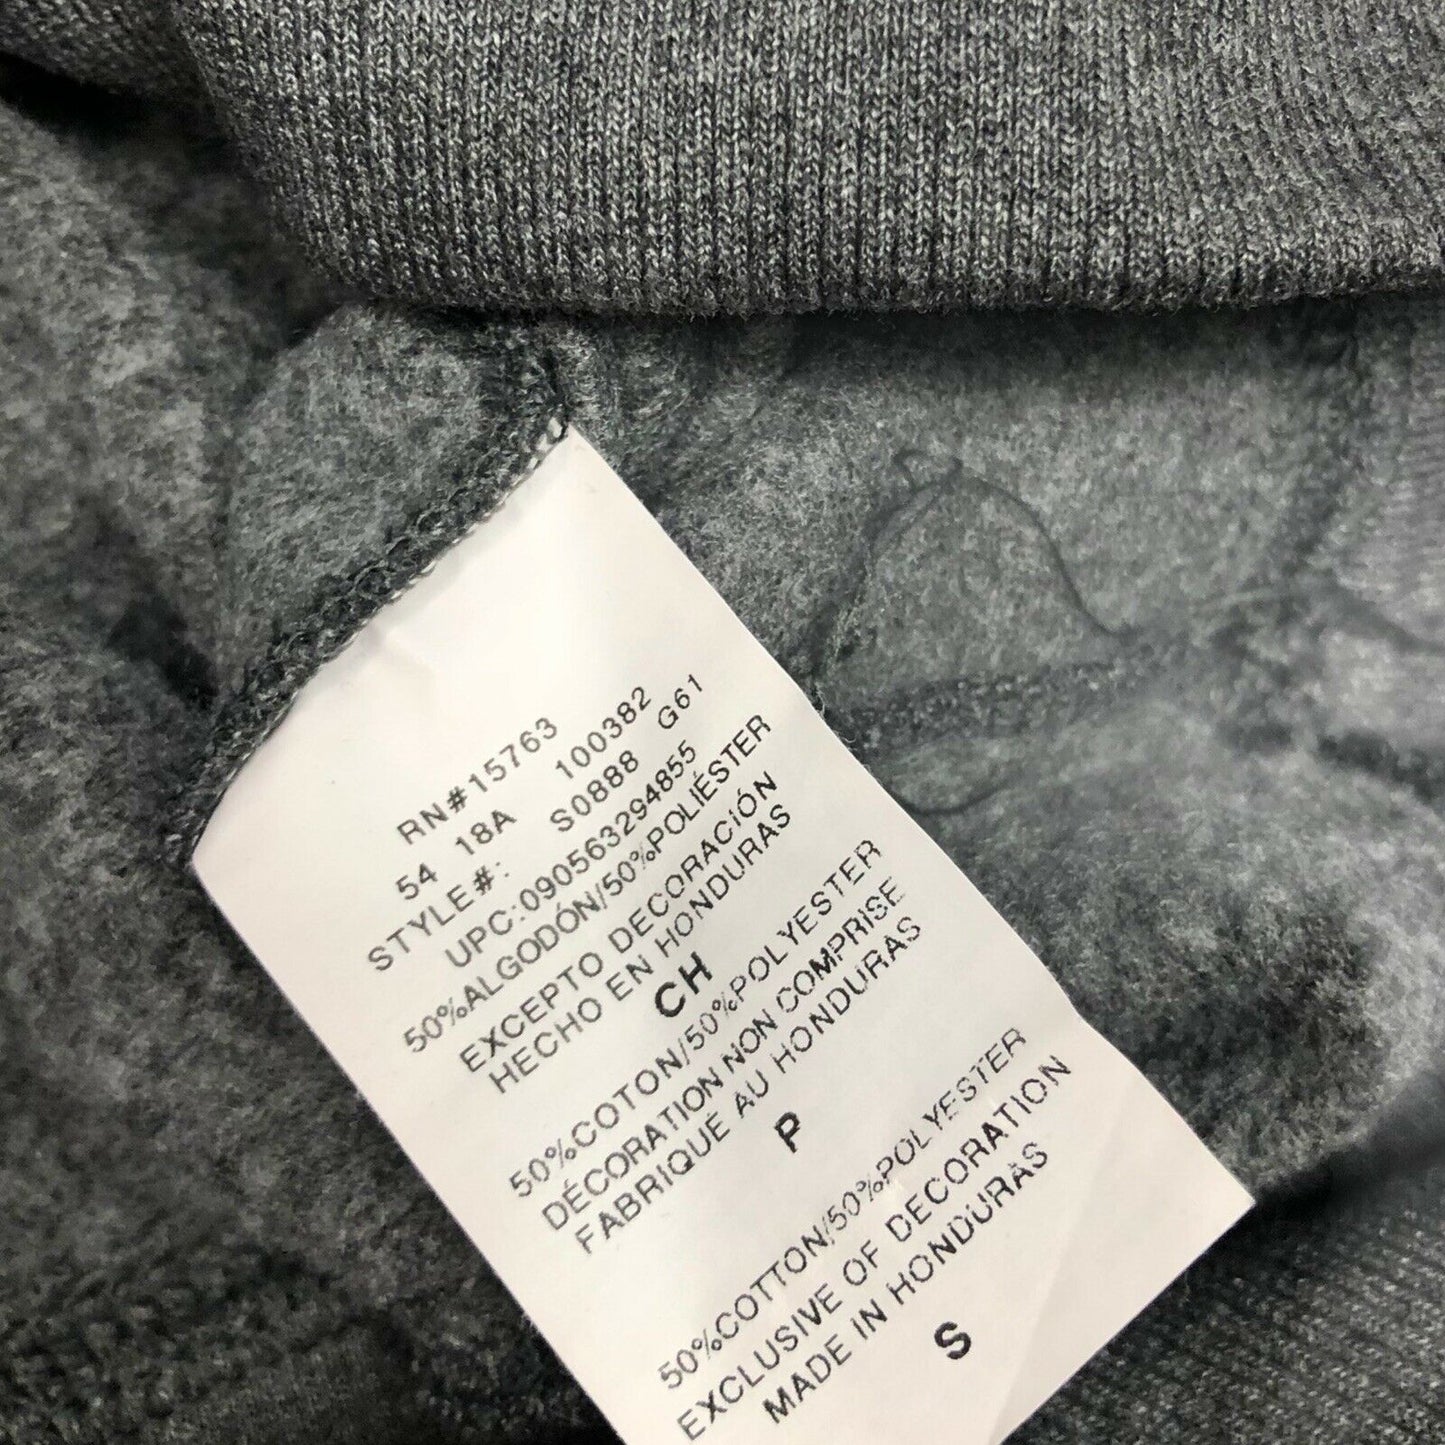 RN#15763
54 18A 100382
STYLE#: S0888 G61
UPC:090563294855
50%ALGODÓN/50%POLIÉSTER
EXCEPTO DECORACIÓN
HECHO EN HONDURAS
CH
50%COTON/50%POLYESTER
DÉCORATION NON COMPRISE
FABRIQUÉ AU HONDURAS
P
50%COTTON/50%POLYESTER
EXCLUSIVE OF DECORATION
MADE IN HONDURAS
S